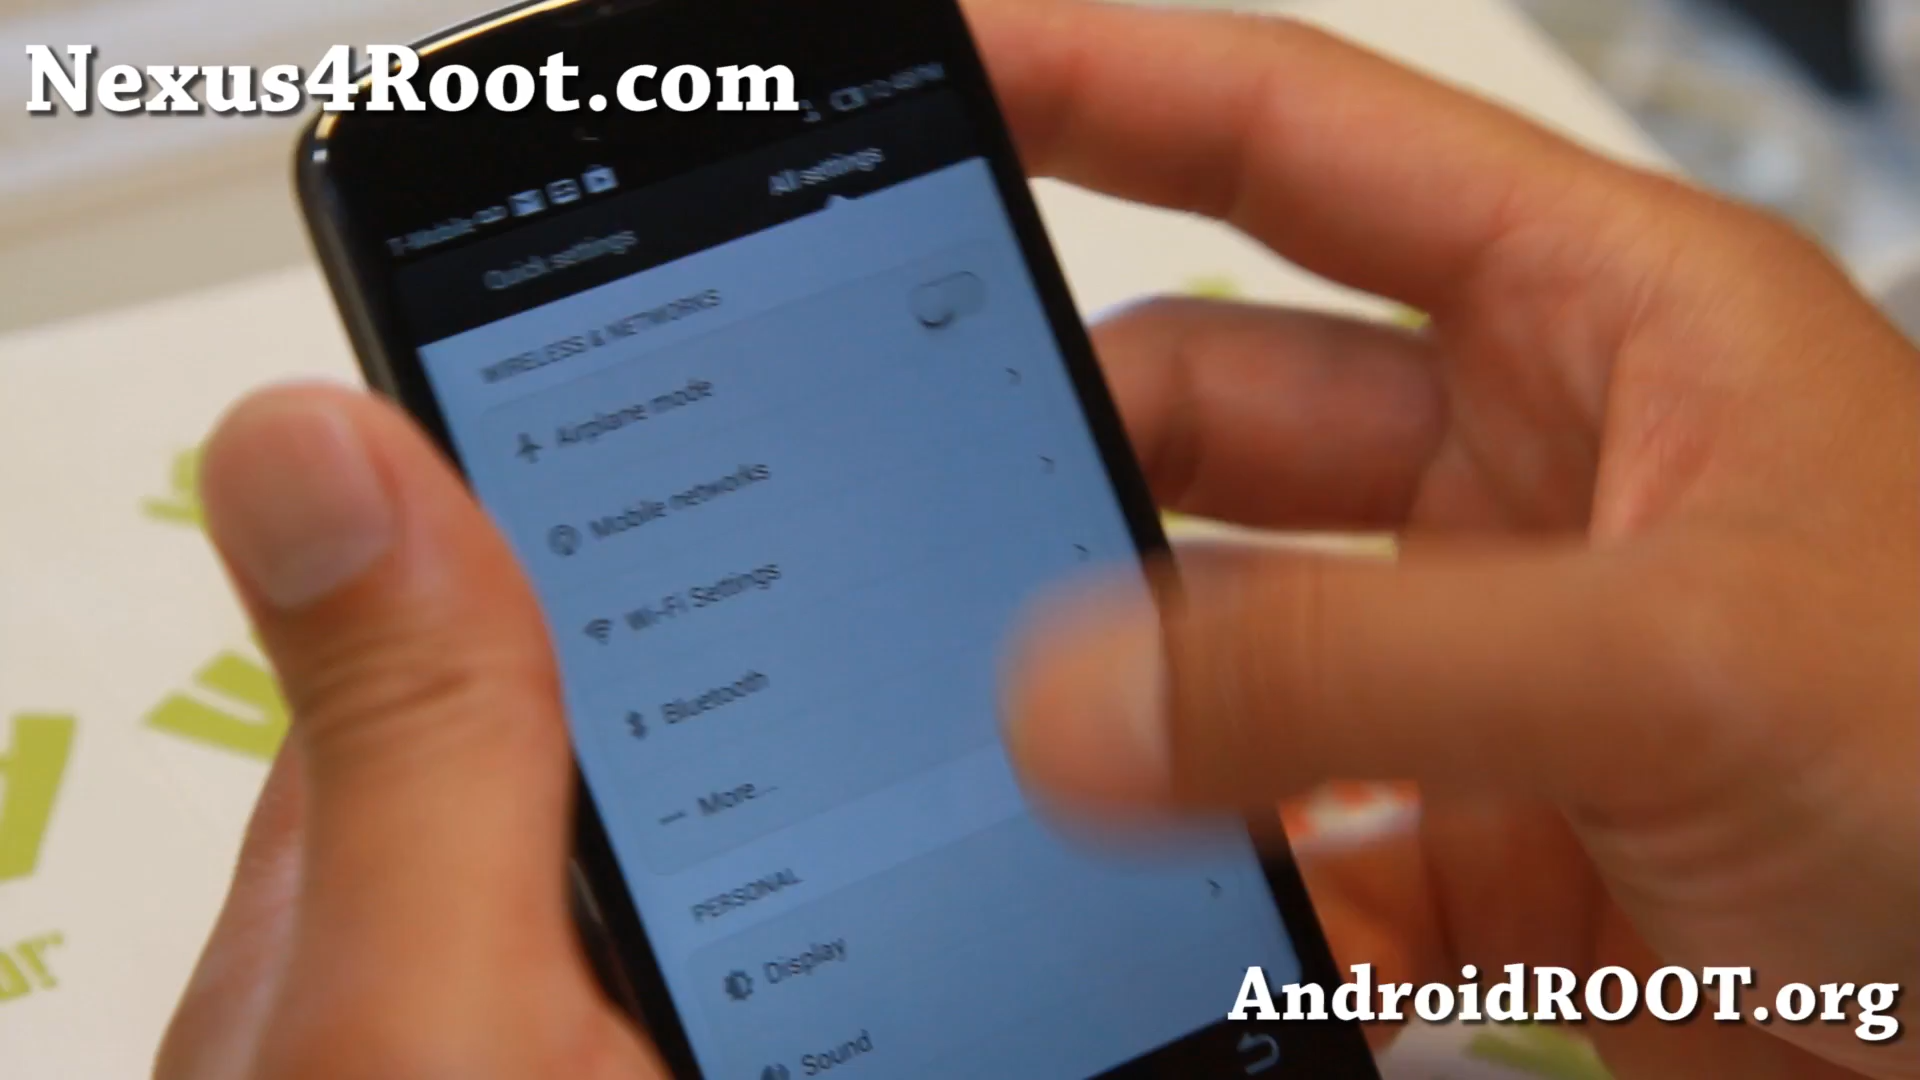 Nexus4Root.com
T-Mobile
Quick settings
All settings
WIRELESS & NETWORKS
Airplane mode
Mobile networks
Wi-Fi Settings
Bluetooth
More...
PERSONAL
Display
Sound
AndroidROOT.org